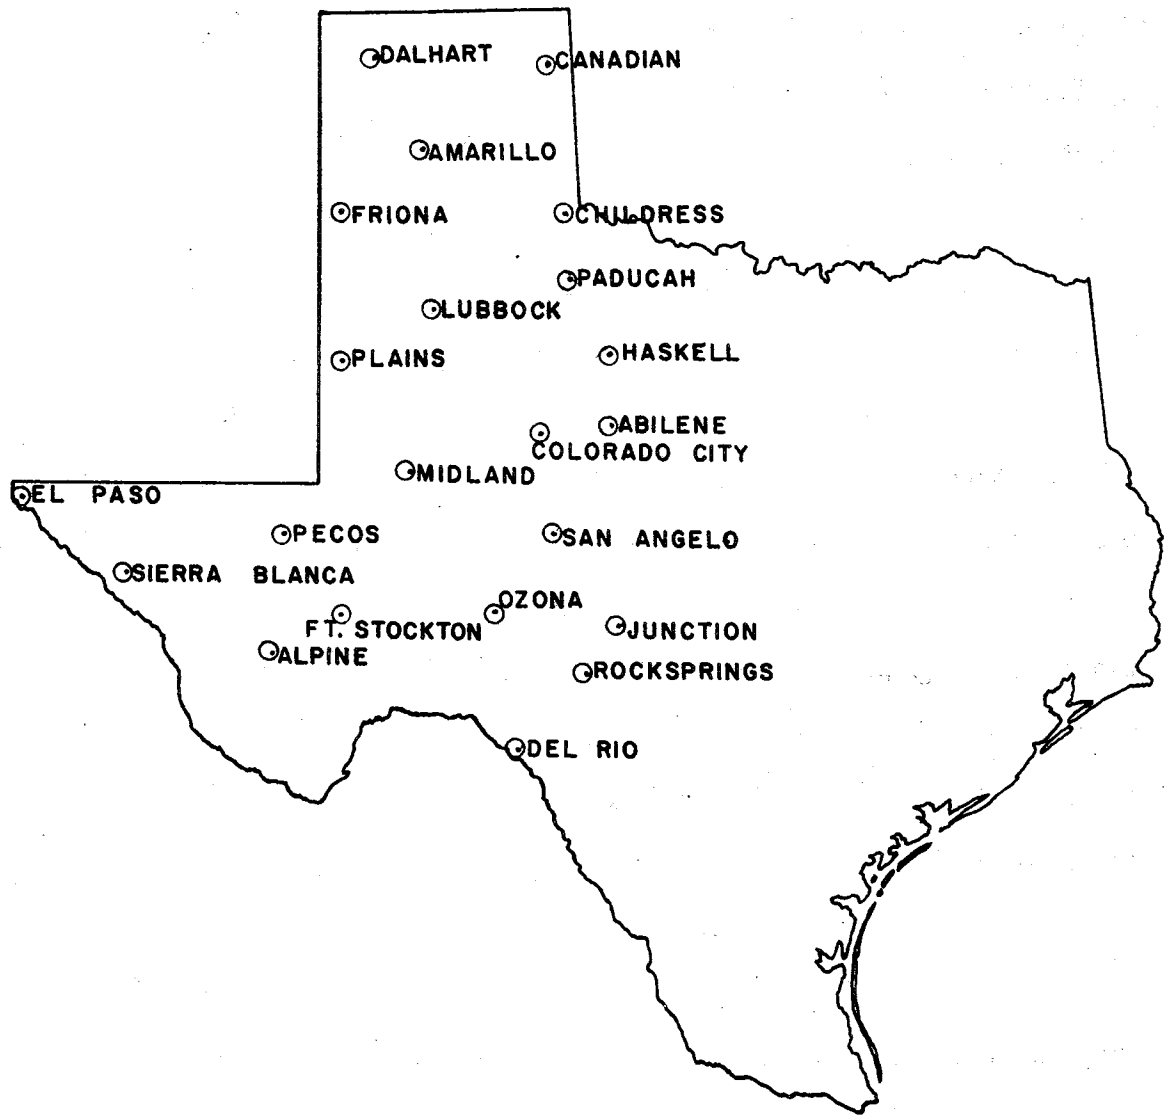 DALHART
CANADIAN
AMARILLO
FRIONA
CHILDRESS
PADUCAH
LUBBOCK
HASKELL
PLAINS
ABILENE
COLORADO CITY
MIDLAND
EL PASO
PECOS
SAN ANGELO
SIERRA BLANCA
OZONA
FT. STOCKTON
JUNCTION
ALPINE
ROCKSPRINGS
DEL RIO